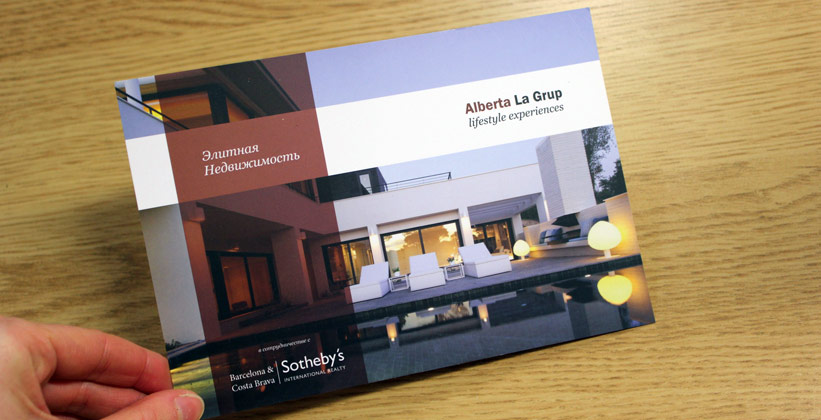 Alberta La Grup
lifestyle experiences
Элитная
Недвижимость
в сотрудничестве с
Barcelona &
Costa Brava
Sotheby's
INTERNATIONAL REALTY